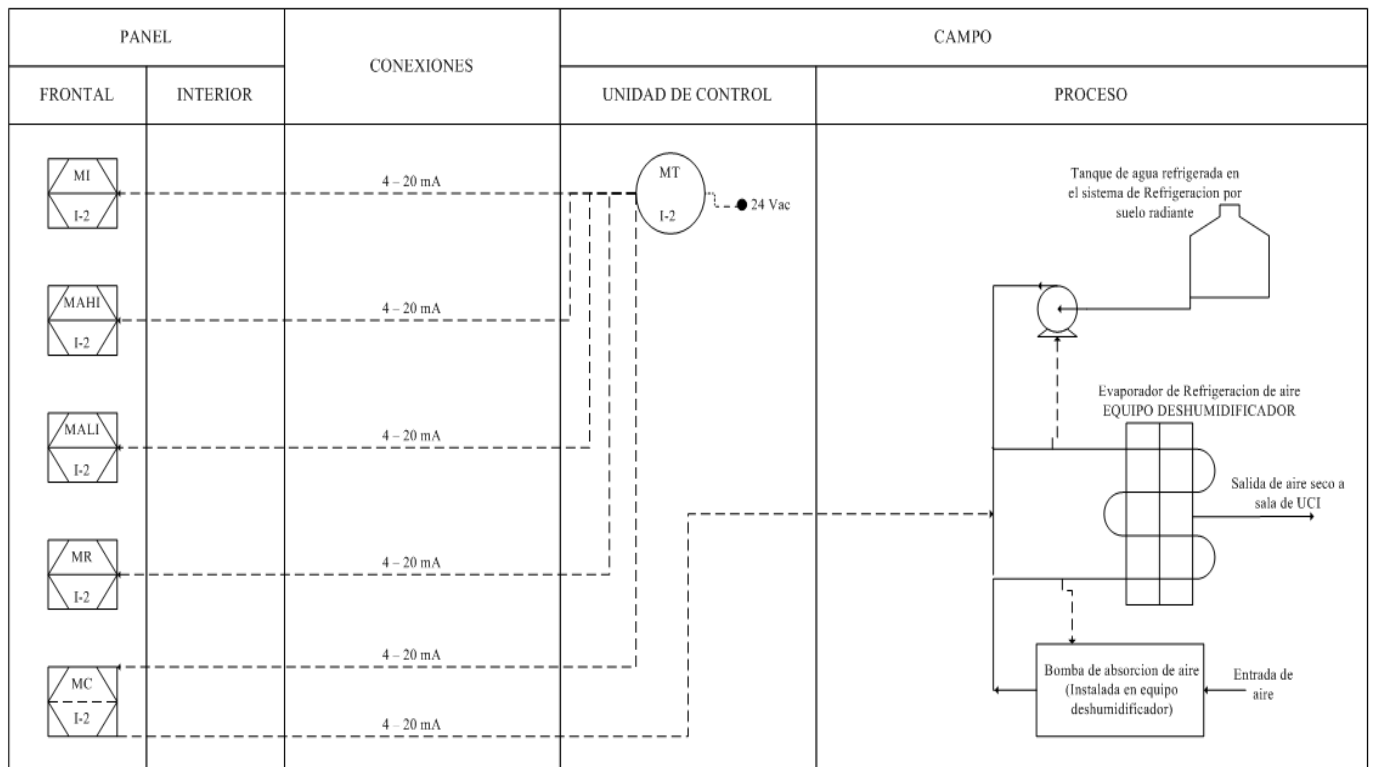 PANEL
CONEXIONES
CAMPO
FRONTAL
INTERIOR
UNIDAD DE CONTROL
PROCESO
MI
I-2
4 – 20 mA
MT
I-2
24 Vac
Tanque de agua refrigerada en
el sistema de Refrigeracion por
suelo radiante
MAHI
I-2
4 – 20 mA
Evaporador de Refrigeracion de aire
EQUIPO DESHUMIDIFICADOR
MALI
I-2
4 – 20 mA
Salida de aire seco a
sala de UCI
MR
I-2
4 – 20 mA
MC
I-2
4 – 20 mA
4 – 20 mA
Bomba de absorcion de aire
(Instalada en equipo
deshumidificador)
Entrada de
aire